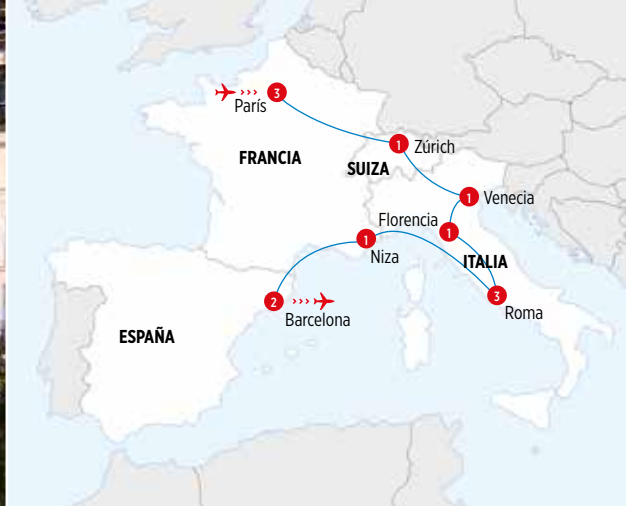 3
París
FRANCIA
SUIZA
1
Zúrich
1
Venecia
Florencia
1
1
Niza
ITALIA
3
Roma
2
Barcelona
ESPAÑA